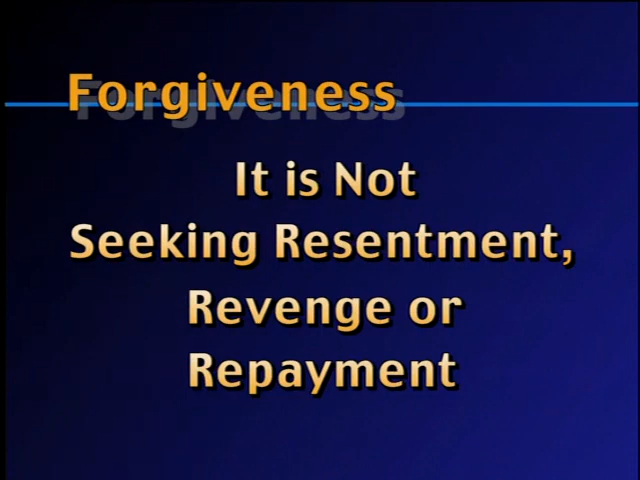 Forgiveness
It is Not
Seeking Resentment,
Revenge or
Repayment